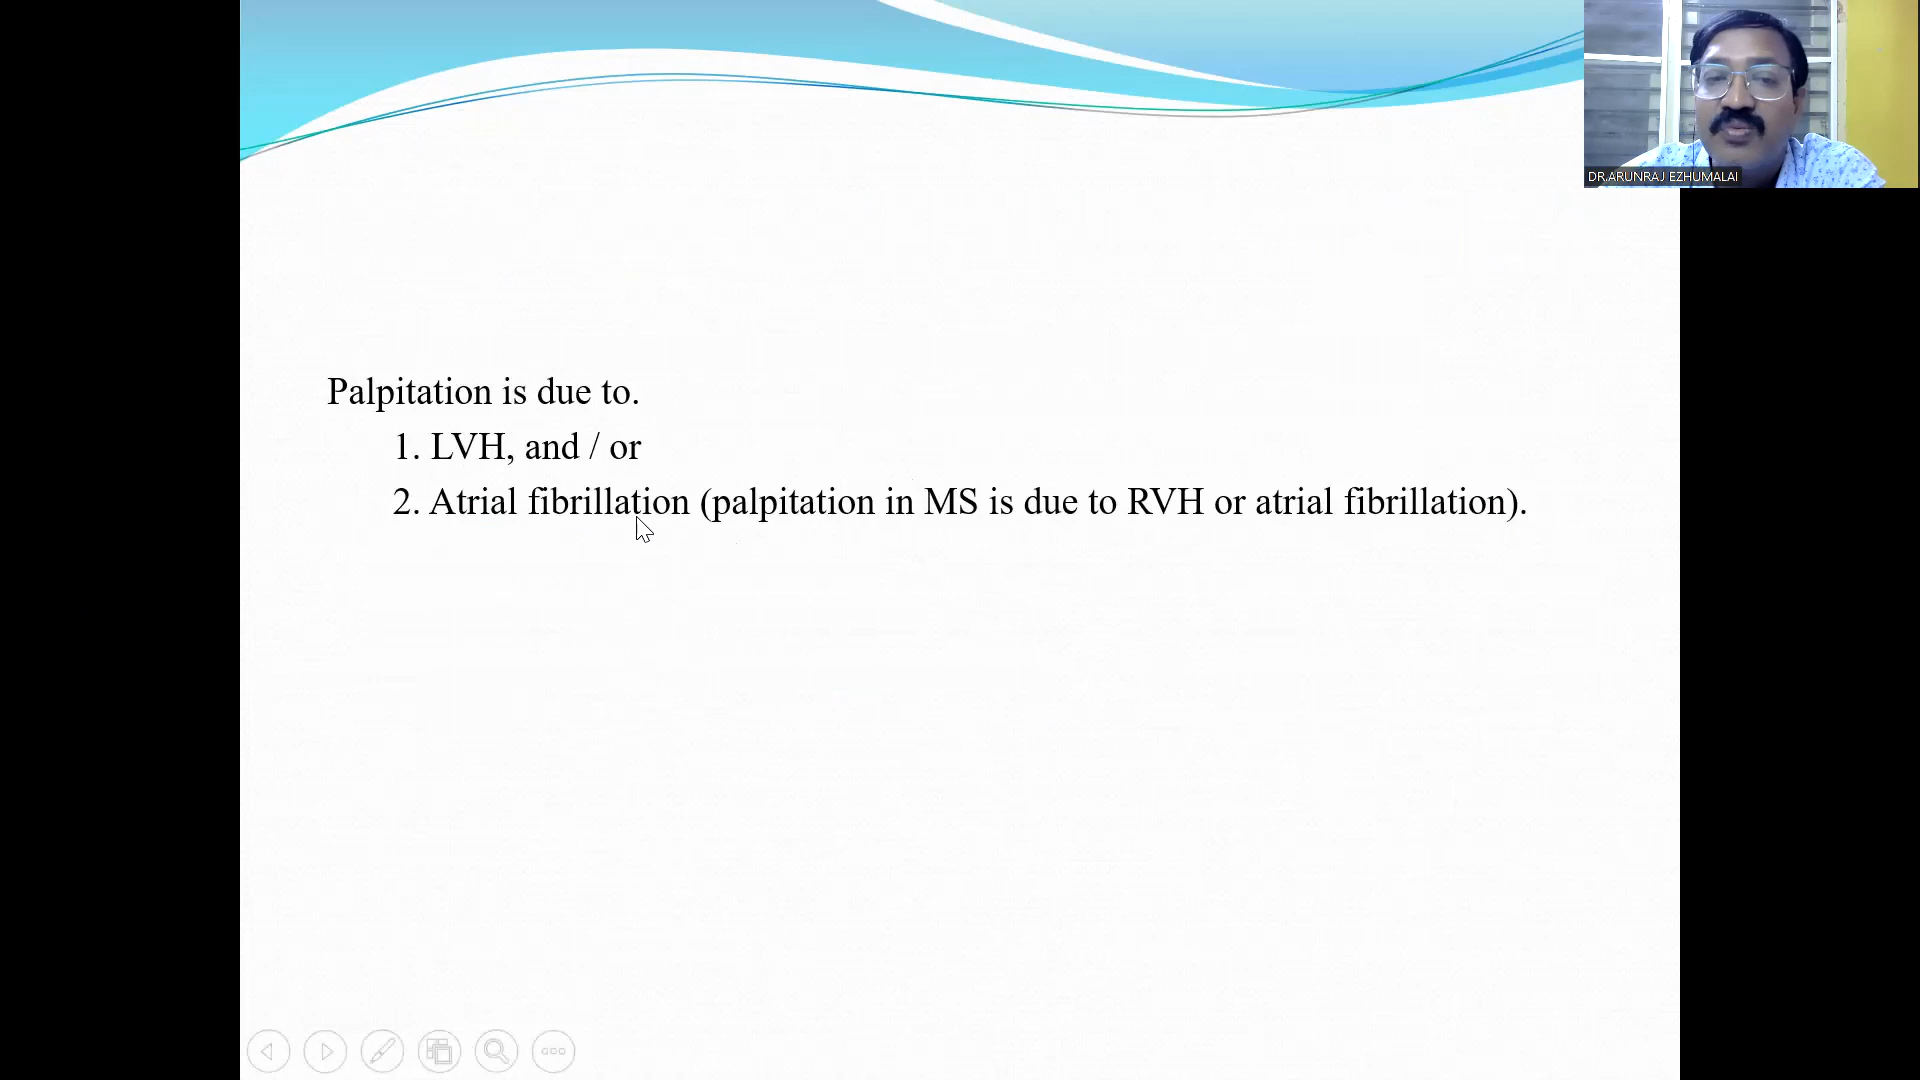 DR.ARUNRAJ EZHUMALAI
Palpitation is due to.
1. LVH, and / or
2. Atrial fibrillation (palpitation in MS is due to RVH or atrial fibrillation).